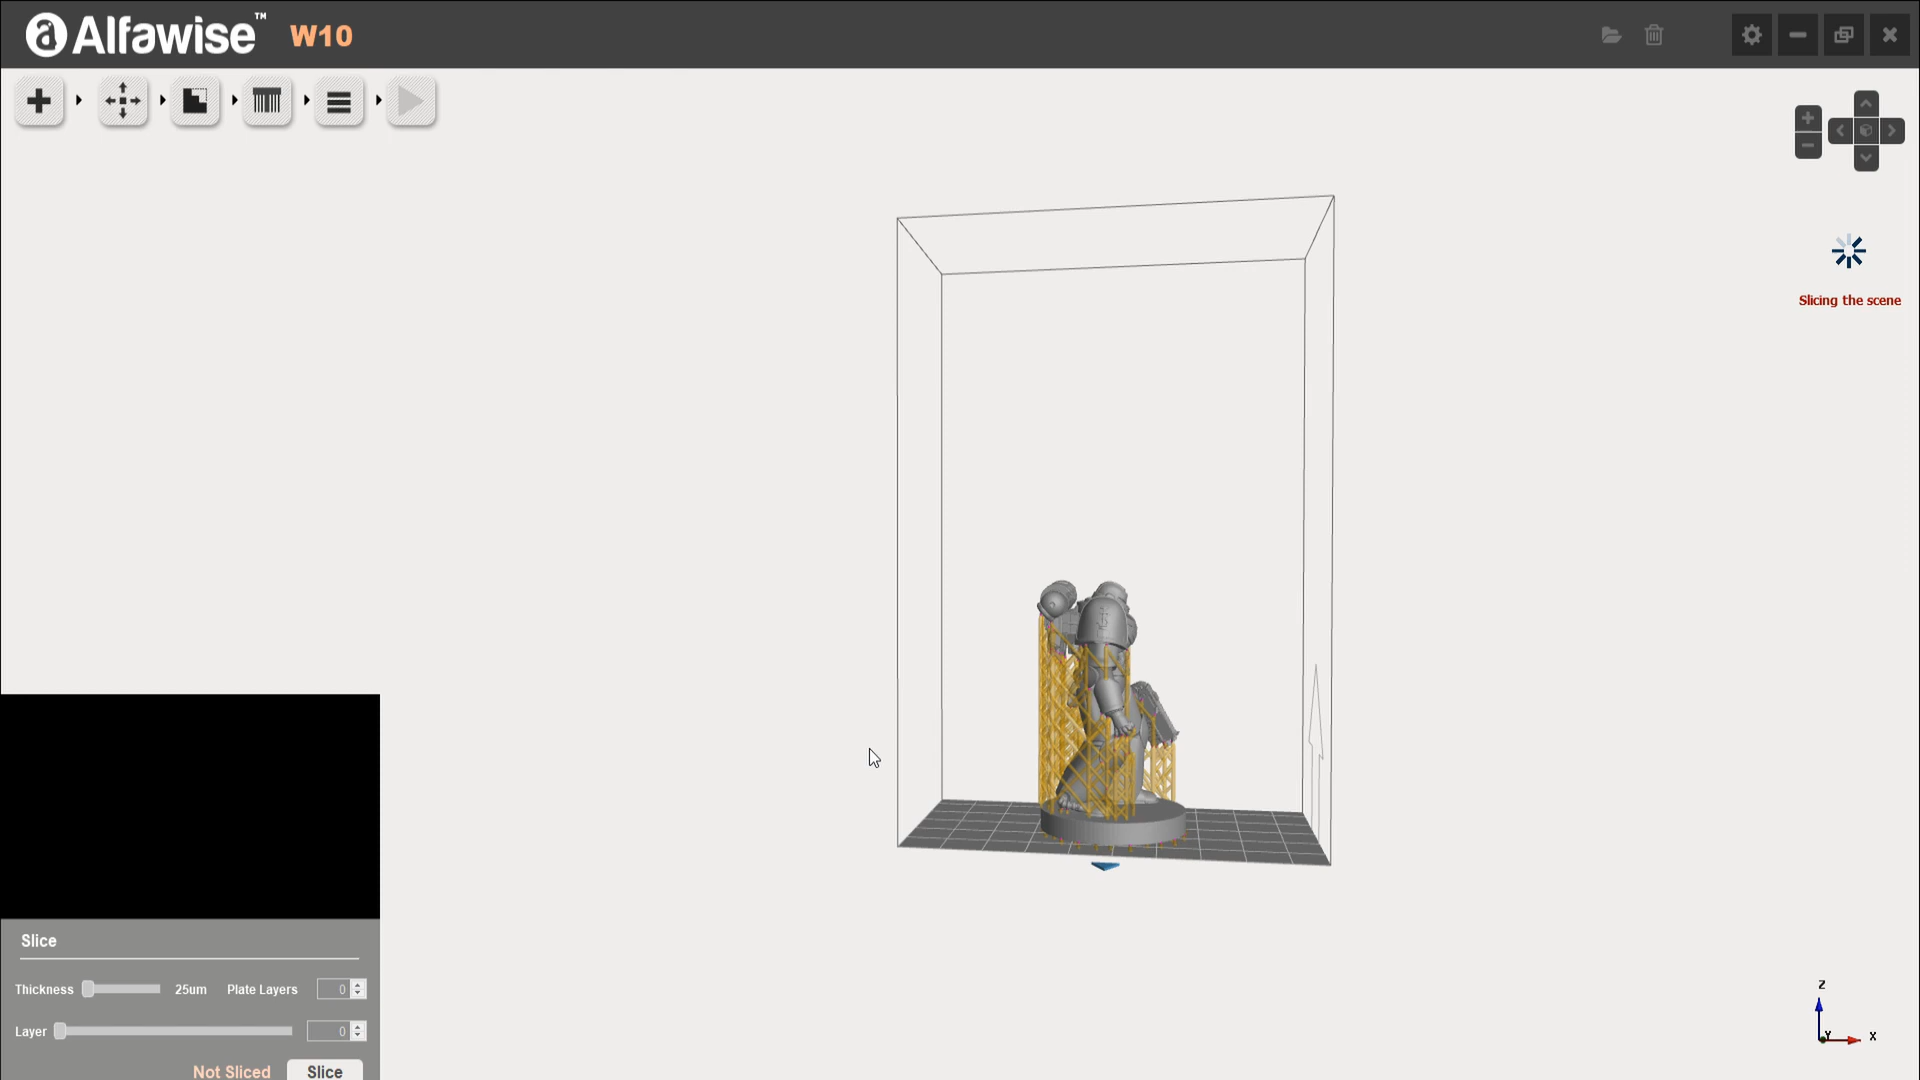 Alfawise™ W10
Slicing the scene
Slice
Thickness 25um Plate Layers 0
Layer 0
Not Sliced Slice
Z
Y X